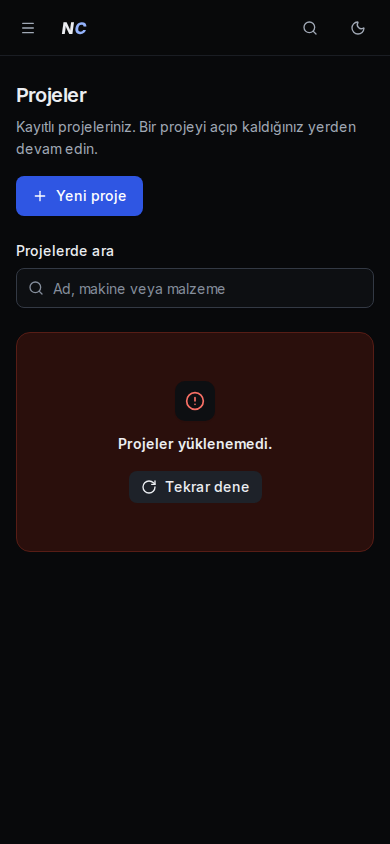 NC
Projeler
Kayıtlı projeleriniz. Bir projeyi açıp kaldığınız yerden
devam edin.
Yeni proje
Projelerde ara
Ad, makine veya malzeme
Projeler yüklenemedi.
Tekrar dene